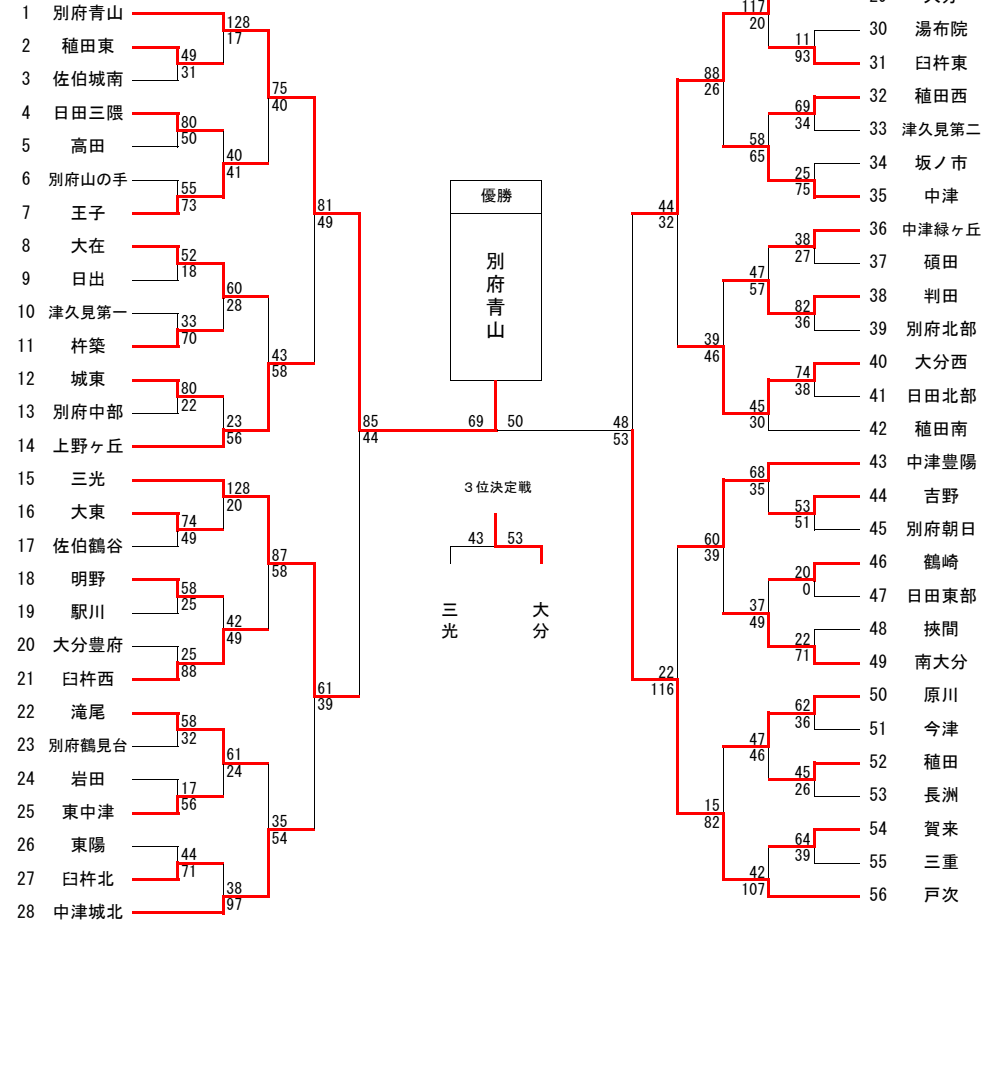 1 別府青山
2 稙田東
3 佐伯城南
4 日田三隈
5 高田
6 別府山の手
7 王子
8 大在
9 日出
10 津久見第一
11 杵築
12 城東
13 別府中部
14 上野ヶ丘
15 三光
16 大東
17 佐伯鶴谷
18 明野
19 駅川
20 大分豊府
21 臼杵西
22 滝尾
23 別府鶴見台
24 岩田
25 東中津
26 東陽
27 臼杵北
28 中津城北
128
17
49
31
80
50
55
73
52
18
33
70
80
22
74
49
58
25
25
88
58
32
17
56
44
71
40
41
60
28
23
56
128
20
42
49
61
24
38
97
75
40
43
58
87
58
35
54
81
49
61
39
85
44
優勝
別府青山
69 50
3位決定戦
43 53
三光
大分
48
53
44
32
22
116
88
26
39
46
60
39
15
82
117
20
58
65
47
57
45
30
68
35
37
49
47
46
42
107
11
93
69
34
25
75
38
27
82
36
74
38
53
51
20
0
22
71
62
36
45
26
64
39
30 湯布院
31 臼杵東
32 稙田西
33 津久見第二
34 坂ノ市
35 中津
36 中津緑ヶ丘
37 碩田
38 判田
39 別府北部
40 大分西
41 日田北部
42 稙田南
43 中津豊陽
44 吉野
45 別府朝日
46 鶴崎
47 日田東部
48 挾間
49 南大分
50 原川
51 今津
52 稙田
53 長洲
54 賀来
55 三重
56 戸次